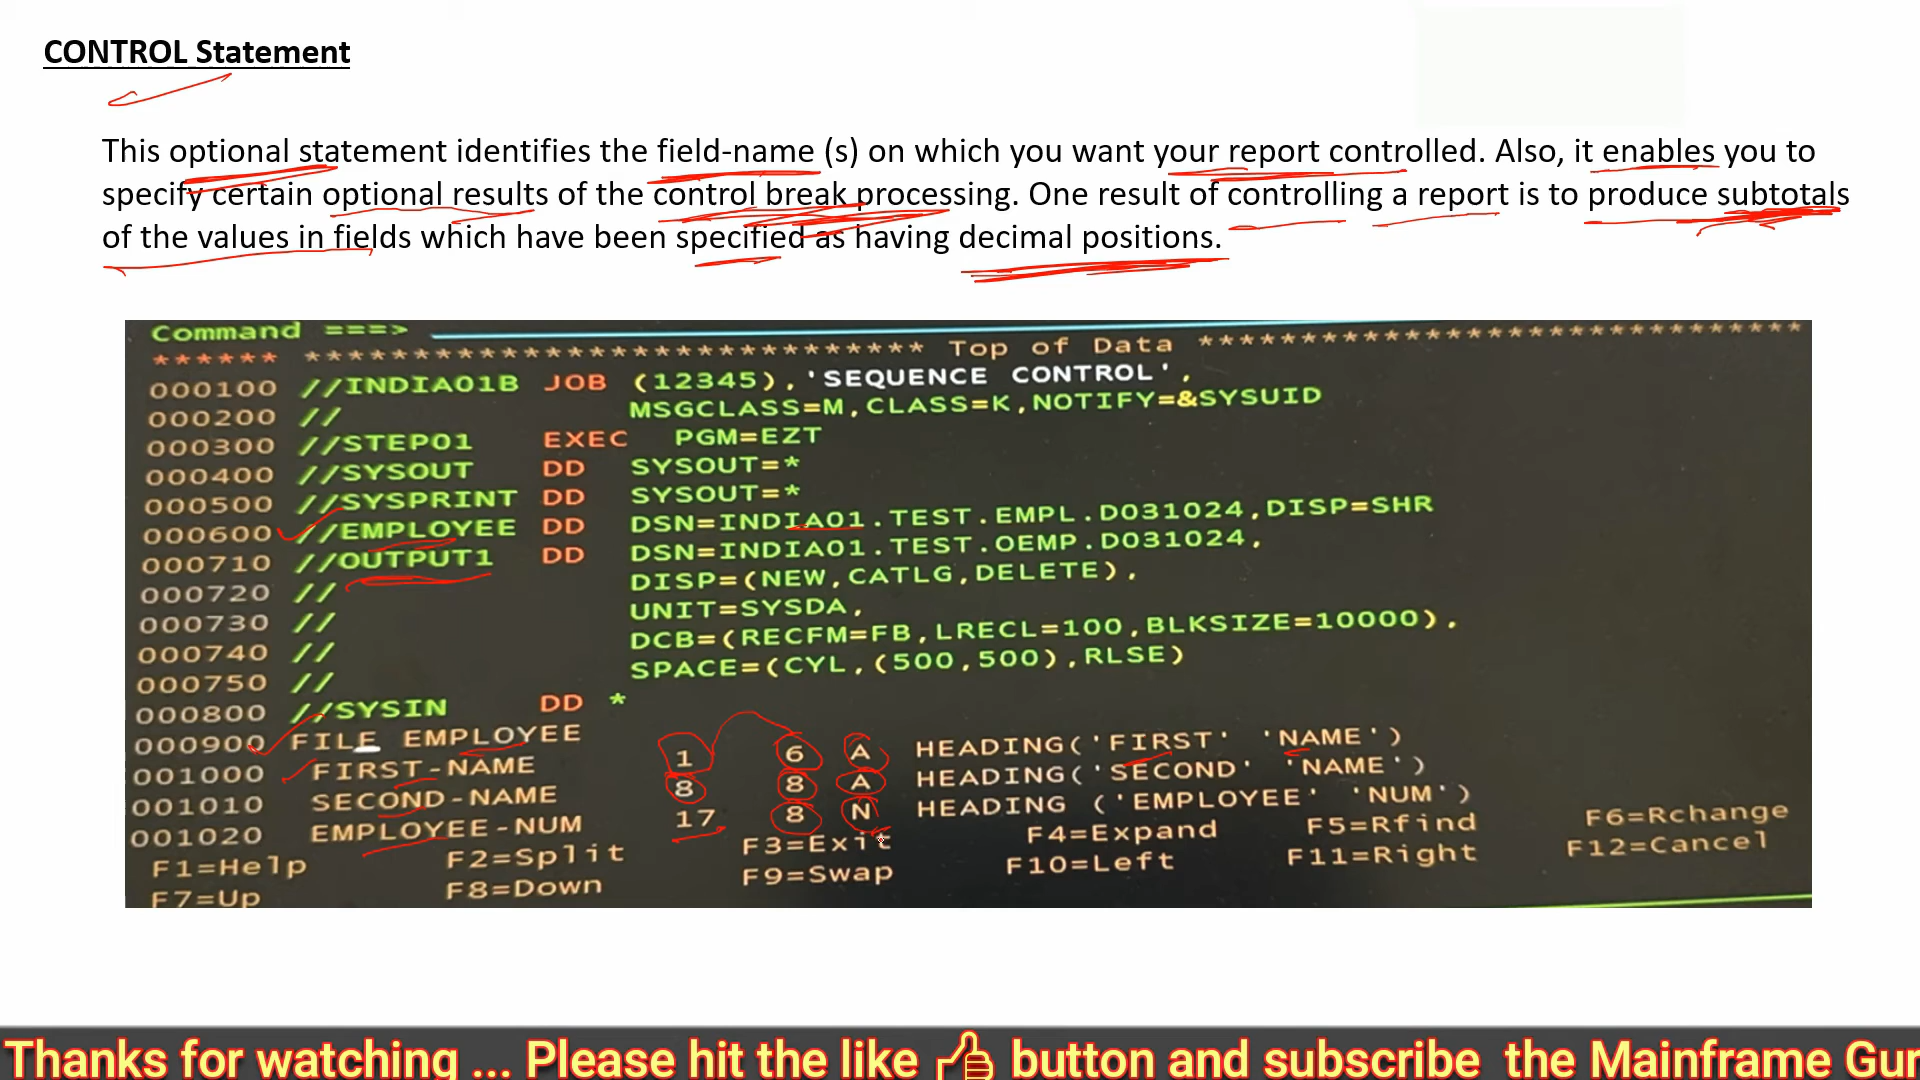 CONTROL Statement
This optional statement identifies the field-name (s) on which you want your report controlled. Also, it enables you to
specify certain optional results of the control break processing. One result of controlling a report is to produce subtotals
of the values in fields which have been specified as having decimal positions.
Command ===>
****** ******************************** Top of Data ********************************
000100 //INDIA01B JOB (12345),'SEQUENCE CONTROL',
000200 // MSGCLASS=M,CLASS=K,NOTIFY=&SYSUID
000300 //STEP01 EXEC PGM=EZT
000400 //SYSOUT DD SYSOUT=*
000500 //SYSPRINT DD SYSOUT=*
000600 //EMPLOYEE DD DSN=INDIA01.TEST.EMPL.D031024,DISP=SHR
000710 //OUTPUT1 DD DSN=INDIA01.TEST.OEMP.D031024,
000720 // DISP=(NEW,CATLG,DELETE),
000730 // UNIT=SYSDA,
000740 // DCB=(RECFM=FB,LRECL=100,BLKSIZE=10000),
000750 // SPACE=(CYL,(500,500),RLSE)
000800 //SYSIN DD *
000900 FILE EMPLOYEE
001000 FIRST-NAME 1 6 A HEADING('FIRST' 'NAME')
001010 SECOND-NAME 8 8 A HEADING('SECOND' 'NAME')
001020 EMPLOYEE-NUM 17 8 N HEADING ('EMPLOYEE' 'NUM')
F1=Help F2=Split F3=Exit F4=Expand F5=Rfind F6=Rchange
F7=Up F8=Down F9=Swap F10=Left F11=Right F12=Cancel
Thanks for watching ... Please hit the like 👍 button and subscribe the Mainframe Gur